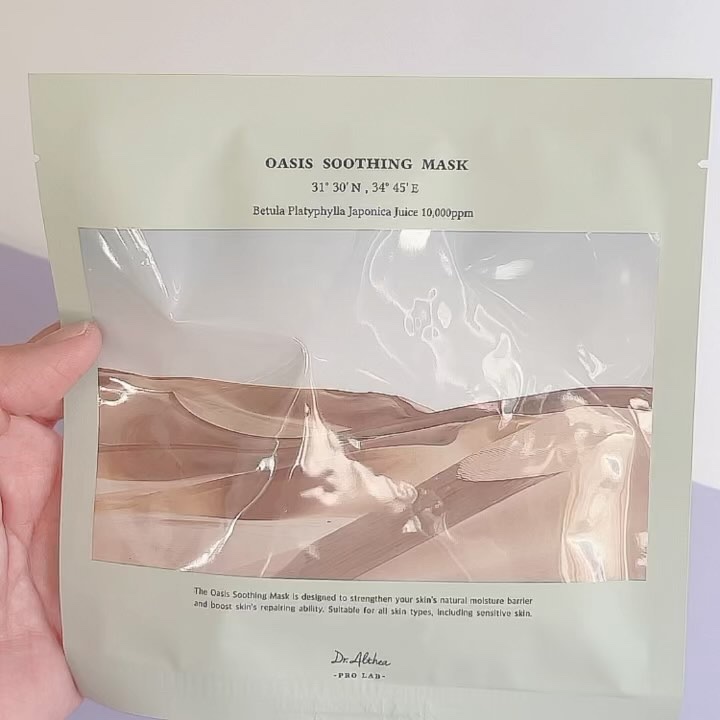 OASIS SOOTHING MASK
31° 30' N , 34° 45' E
Betula Platyphylla Japonica Juice 10,000ppm
The Oasis Soothing Mask is designed to strengthen your skin's natural moisture barrier
and boost skin's repairing ability. Suitable for all skin types, including sensitive skin.
Dr. Althea
-PRO LAB-